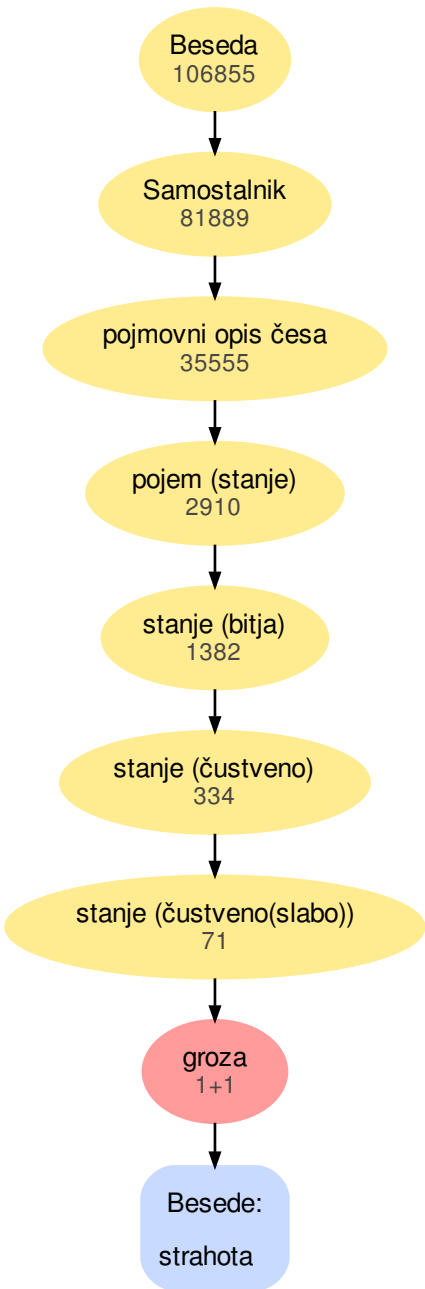 Beseda
106855
Samostalnik
81889
pojmovni opis česa
35555
pojem (stanje)
2910
stanje (bitja)
1382
stanje (čustveno)
334
stanje (čustveno(slabo))
71
groza
1+1
Besede:
strahota